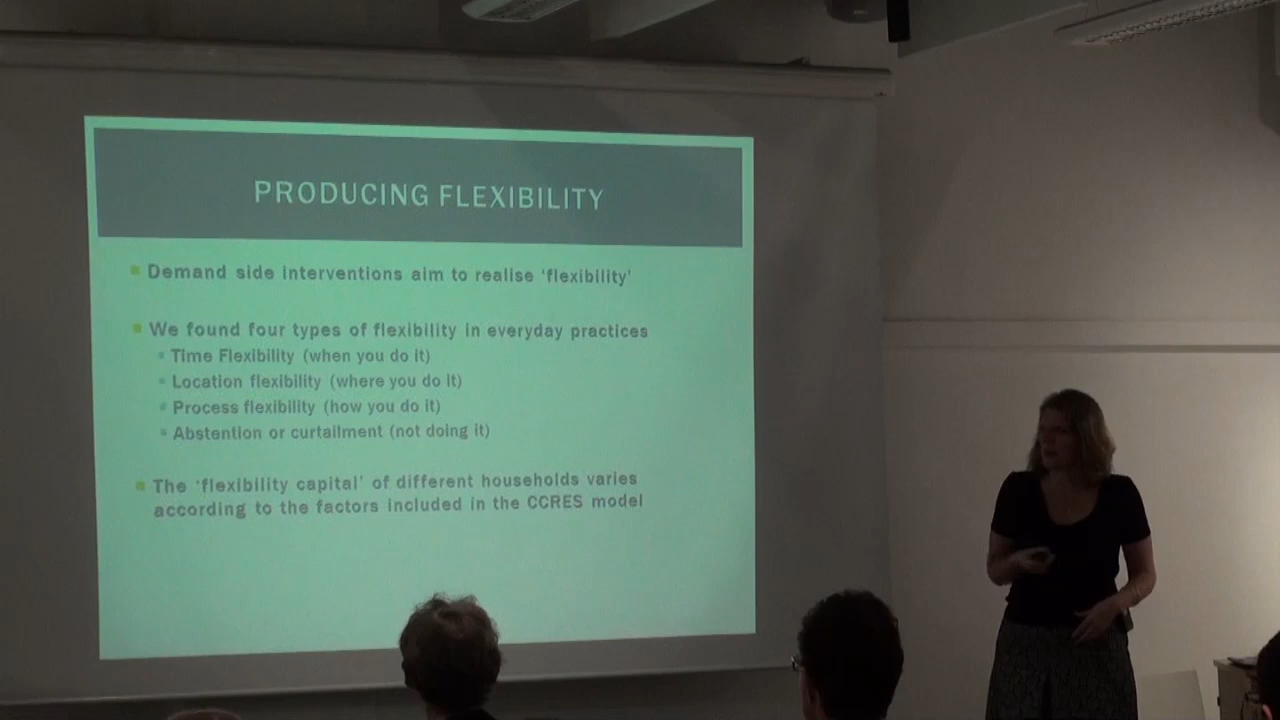 PRODUCING FLEXIBILITY
Demand side interventions aim to realise ‘flexibility’
We found four types of flexibility in everyday practices
Time Flexibility (when you do it)
Location flexibility (where you do it)
Process flexibility (how you do it)
Abstention or curtailment (not doing it)
The ‘flexibility capital’ of different households varies
according to the factors included in the CCRES model